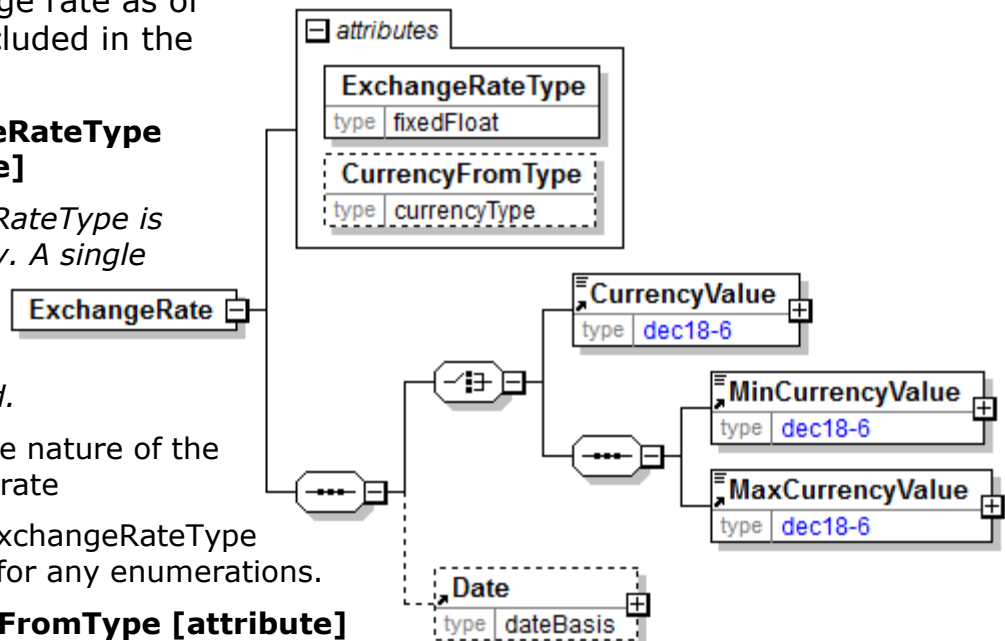 ge rate as of
cluded in the
eRateType
e]
RateType is
y. A single
d.
e nature of the
rate
xchangeRateType
for any enumerations.
FromType [attribute]
attributes
ExchangeRateType
type fixedFloat
CurrencyFromType
type currencyType
ExchangeRate
CurrencyValue
type dec18-6
MinCurrencyValue
type dec18-6
MaxCurrencyValue
type dec18-6
Date
type dateBasis